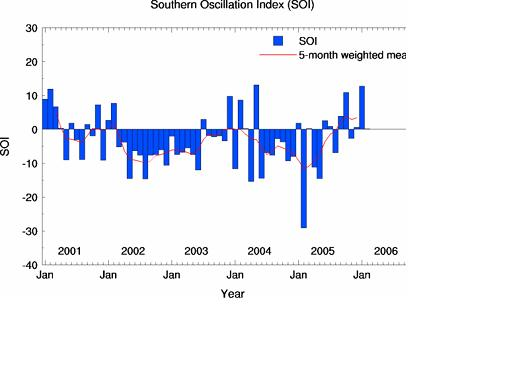 Southern Oscillation Index (SOI)
30
SOI
5-month weighted mea
20
10
0
-10
-20
-30
-40
SOI
2001 2002 2003 2004 2005 2006
Jan Jan Jan Jan Jan Jan
Year